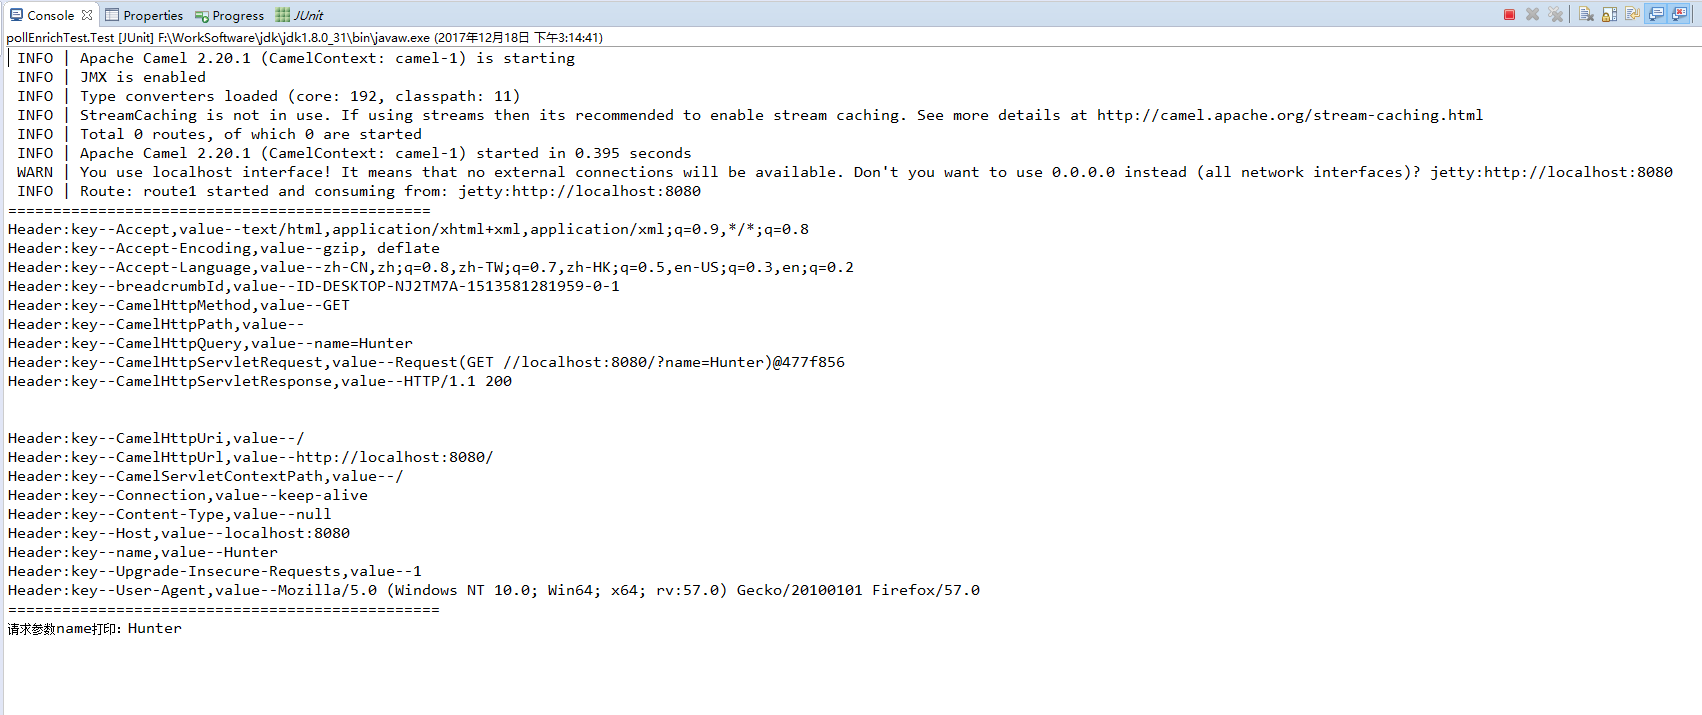 Console Properties Progress JUnit
pollEnrichTest.Test [JUnit] F:\WorkSoftware\jdk\jdk1.8.0_31\bin\javaw.exe (2017年12月18日 下午3:14:41)
INFO | Apache Camel 2.20.1 (CamelContext: camel-1) is starting
INFO | JMX is enabled
INFO | Type converters loaded (core: 192, classpath: 11)
INFO | StreamCaching is not in use. If using streams then its recommended to enable stream caching. See more details at http://camel.apache.org/stream-caching.html
INFO | Total 0 routes, of which 0 are started
INFO | Apache Camel 2.20.1 (CamelContext: camel-1) started in 0.395 seconds
WARN | You use localhost interface! It means that no external connections will be available. Don't you want to use 0.0.0.0 instead (all network interfaces)? jetty:http://localhost:8080
INFO | Route: route1 started and consuming from: jetty:http://localhost:8080
===============================================
Header:key--Accept,value--text/html,application/xhtml+xml,application/xml;q=0.9,*/*;q=0.8
Header:key--Accept-Encoding,value--gzip, deflate
Header:key--Accept-Language,value--zh-CN,zh;q=0.8,zh-TW;q=0.7,zh-HK;q=0.5,en-US;q=0.3,en;q=0.2
Header:key--breadcrumbId,value--ID-DESKTOP-NJ2TM7A-1513581281959-0-1
Header:key--CamelHttpMethod,value--GET
Header:key--CamelHttpPath,value--
Header:key--CamelHttpQuery,value--name=Hunter
Header:key--CamelHttpServletRequest,value--Request(GET //localhost:8080/?name=Hunter)@477f856
Header:key--CamelHttpServletResponse,value--HTTP/1.1 200
Header:key--CamelHttpUri,value--/
Header:key--CamelHttpUrl,value--http://localhost:8080/
Header:key--CamelServletContextPath,value--/
Header:key--Connection,value--keep-alive
Header:key--Content-Type,value--null
Header:key--Host,value--localhost:8080
Header:key--name,value--Hunter
Header:key--Upgrade-Insecure-Requests,value--1
Header:key--User-Agent,value--Mozilla/5.0 (Windows NT 10.0; Win64; x64; rv:57.0) Gecko/20100101 Firefox/57.0
================================================
请求参数name打印：Hunter